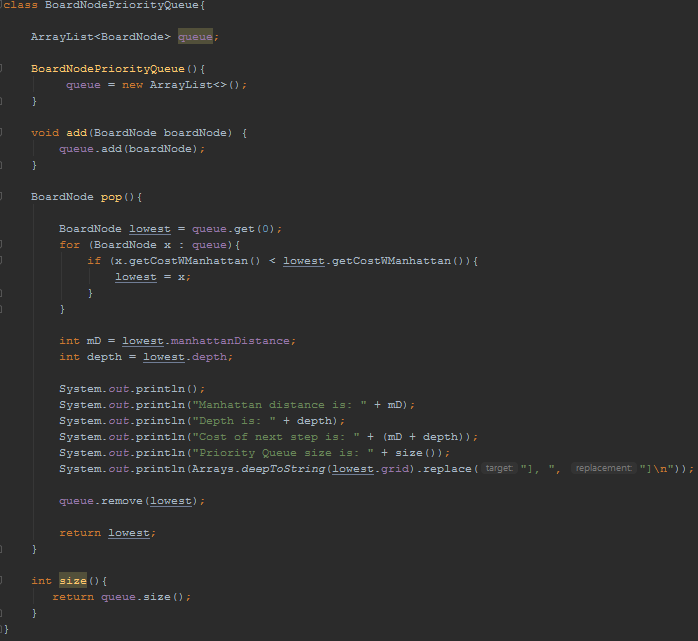 class BoardNodePriorityQueue{
ArrayList<BoardNode> queue;
BoardNodePriorityQueue(){
queue = new ArrayList<>();
}
void add(BoardNode boardNode) {
queue.add(boardNode);
}
BoardNode pop(){
BoardNode lowest = queue.get(0);
for (BoardNode x : queue){
if (x.getCostWManhattan() < lowest.getCostWManhattan()){
lowest = x;
}
}
int mD = lowest.manhattanDistance;
int depth = lowest.depth;
System.out.println();
System.out.println("Manhattan distance is: " + mD);
System.out.println("Depth is: " + depth);
System.out.println("Cost of next step is: " + (mD + depth));
System.out.println("Priority Queue size is: " + size());
System.out.println(Arrays.deepToString(lowest.grid).replace( target: "], ", replacement: "]\n"));
queue.remove(lowest);
return lowest;
}
int size(){
return queue.size();
}
}